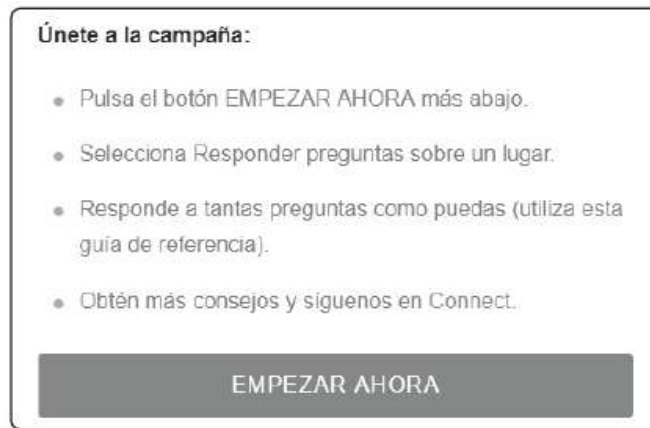 Únete a la campaña:
Pulsa el botón EMPEZAR AHORA más abajo.
Selecciona Responder preguntas sobre un lugar.
Responde a tantas preguntas como puedas (utiliza esta
guía de referencia).
Obtén más consejos y síguenos en Connect.
EMPEZAR AHORA